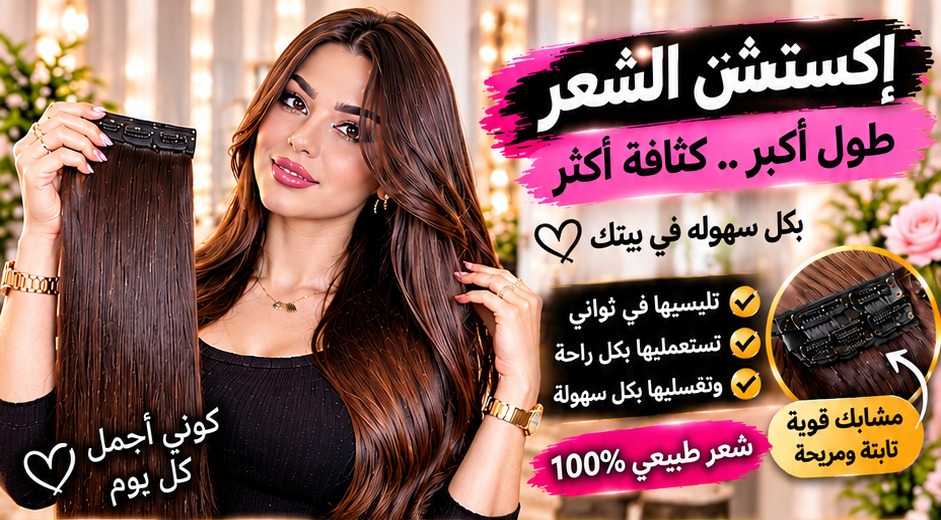 إكستشن الشعر
طول أكبر .. كثافة أكثر
بكل سهوله في بيتك
تليسيها في ثواني
تستعمليها بكل راحة
وتقسليها بكل سهولة
مشابك قوية
ثابتة ومريحة
شعر طبيعي 100%
كوني أجمل
كل يوم